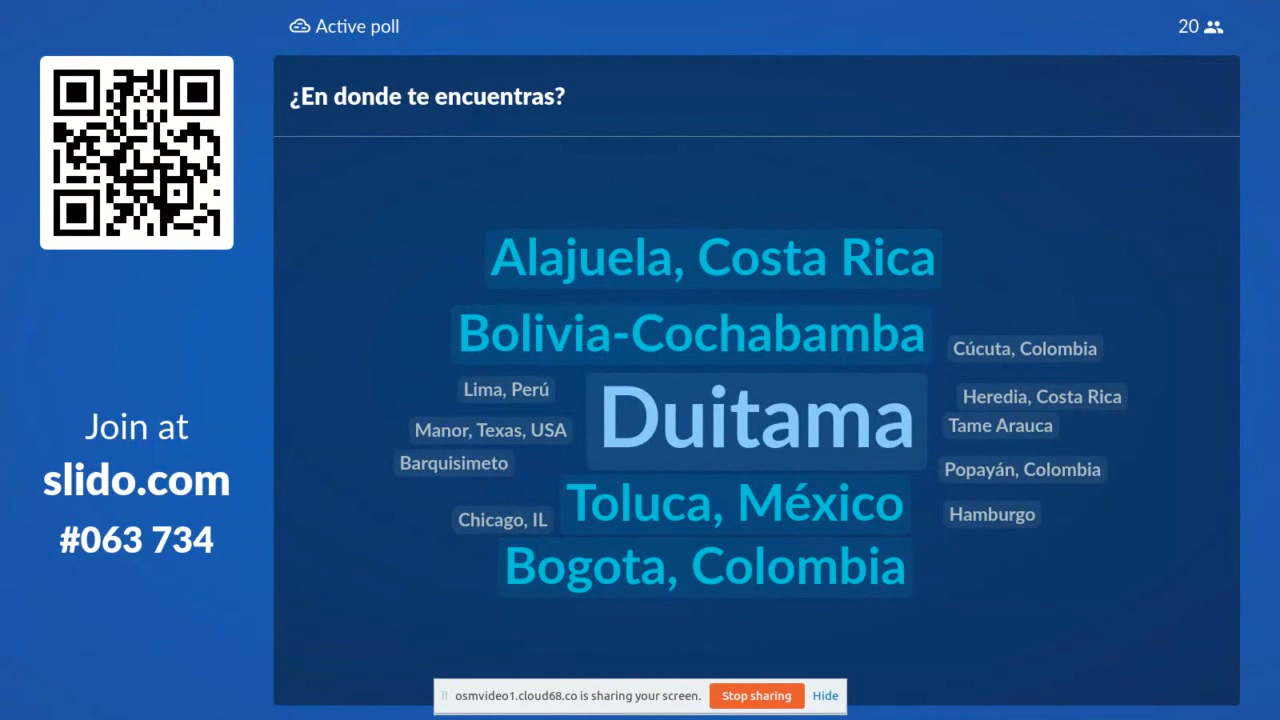 Active poll
20
¿En donde te encuentras?
Alajuela, Costa Rica
Bolivia-Cochabamba
Cúcuta, Colombia
Lima, Perú
Duitama
Heredia, Costa Rica
Manor, Texas, USA
Tame Arauca
Barquisimeto
Popayán, Colombia
Toluca, México
Chicago, IL
Hamburgo
Bogota, Colombia
Join at
slido.com
#063 734
osmvideo1.cloud68.co is sharing your screen.
Stop sharing
Hide